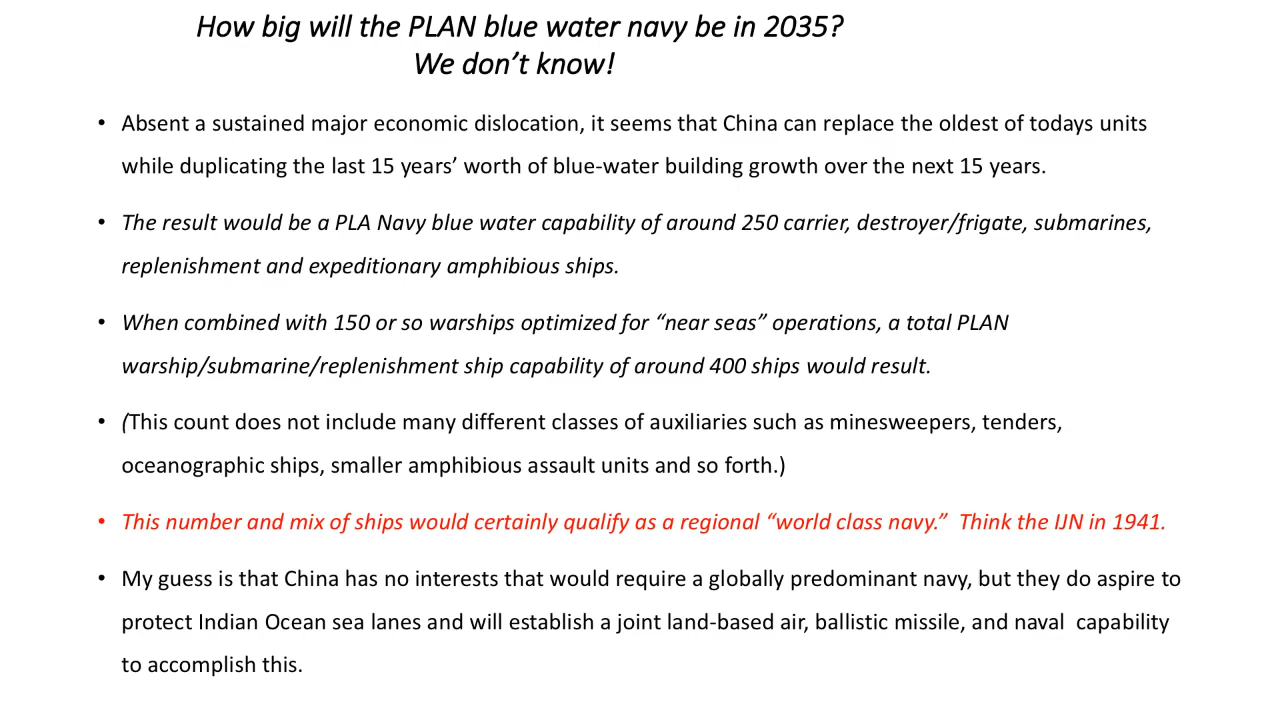 How big will the PLAN blue water navy be in 2035?
We don’t know!
• Absent a sustained major economic dislocation, it seems that China can replace the oldest of todays units
while duplicating the last 15 years’ worth of blue-water building growth over the next 15 years.
• The result would be a PLA Navy blue water capability of around 250 carrier, destroyer/frigate, submarines,
replenishment and expeditionary amphibious ships.
• When combined with 150 or so warships optimized for “near seas” operations, a total PLAN
warship/submarine/replenishment ship capability of around 400 ships would result.
• (This count does not include many different classes of auxiliaries such as minesweepers, tenders,
oceanographic ships, smaller amphibious assault units and so forth.)
• This number and mix of ships would certainly qualify as a regional “world class navy.”  Think the IJN in 1941.
• My guess is that China has no interests that would require a globally predominant navy, but they do aspire to
protect Indian Ocean sea lanes and will establish a joint land-based air, ballistic missile, and naval  capability
to accomplish this.